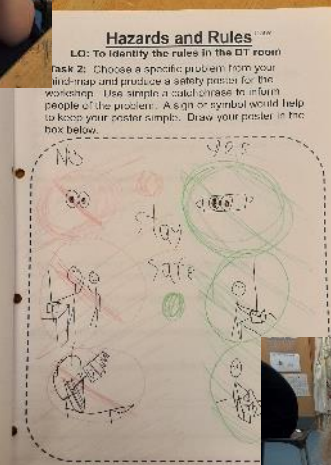 Hazards and Rules
LO: To identify the rules in the DT room
Task 2: Choose a specific problem from your
mind-map and produce a safety poster for the
workshop. Use simple a catchphrase to inform
people of the problem. A sign or symbol would help
to keep your poster simple. Draw your poster in the
box below.
NO
yes
stay
safe